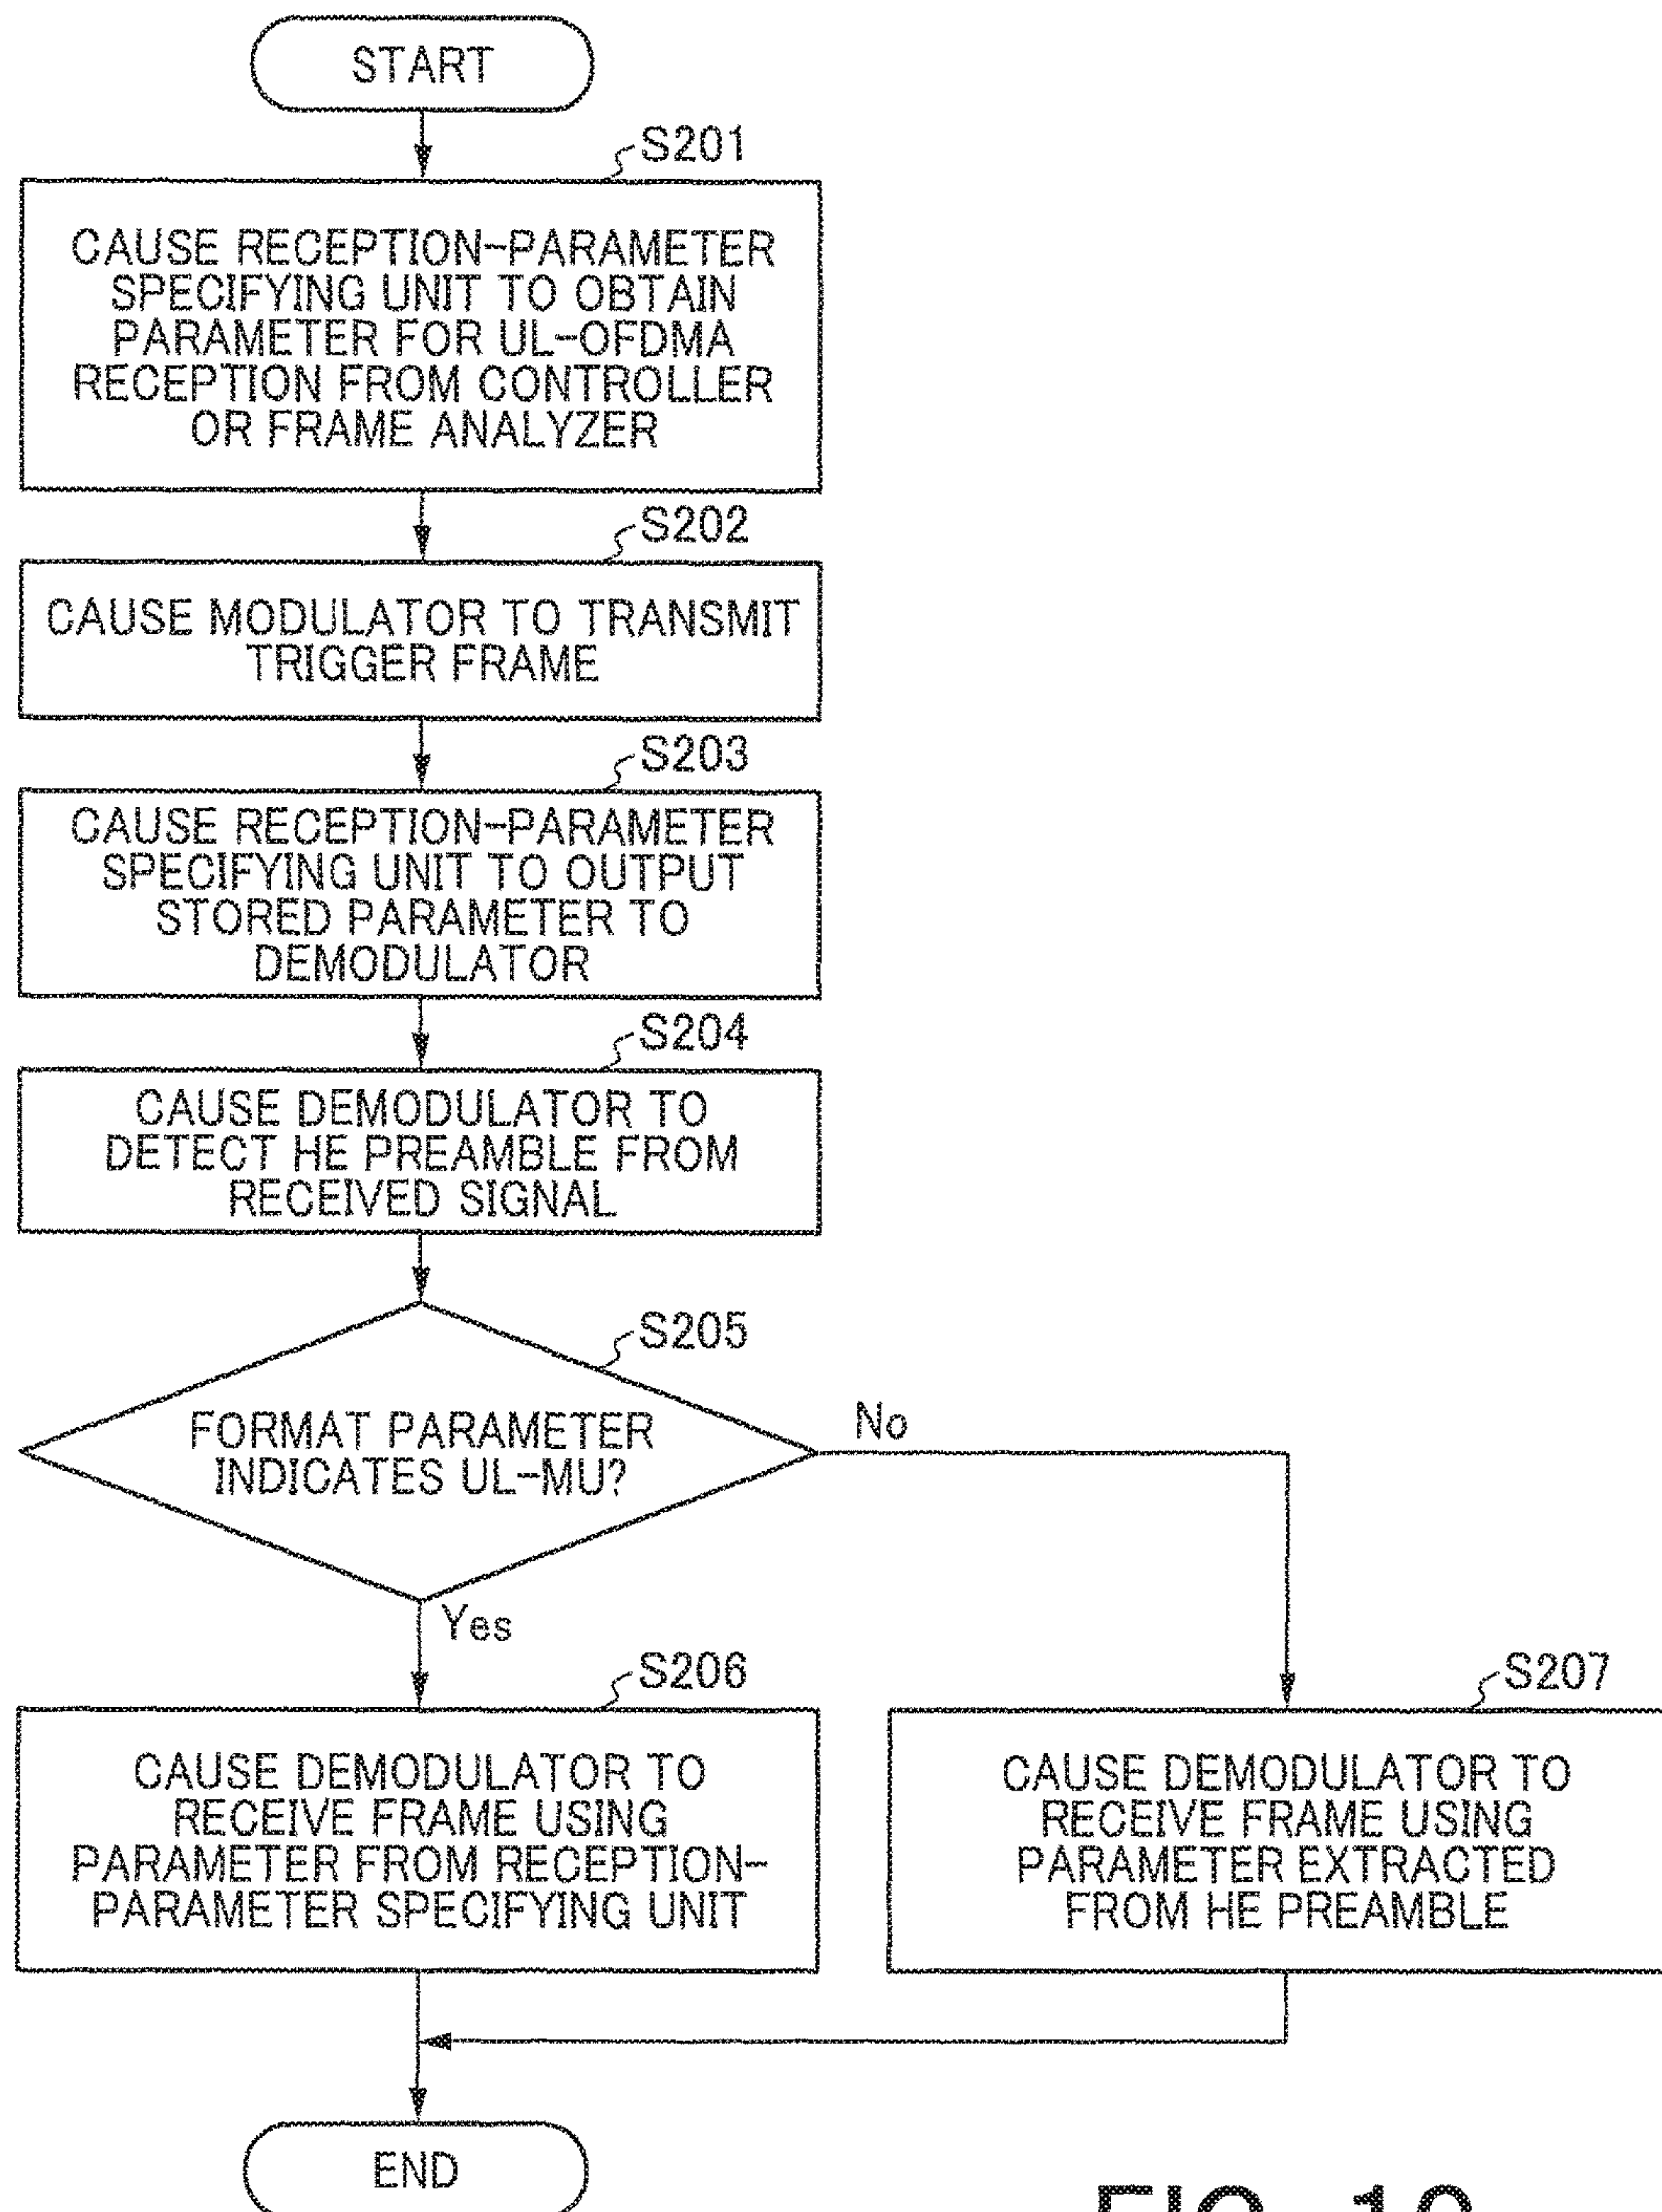 START
S201
CAUSE RECEPTION-PARAMETER
SPECIFYING UNIT TO OBTAIN
PARAMETER FOR UL-OFDMA
RECEPTION FROM CONTROLLER
OR FRAME ANALYZER
S202
CAUSE MODULATOR TO TRANSMIT
TRIGGER FRAME
S203
CAUSE RECEPTION-PARAMETER
SPECIFYING UNIT TO OUTPUT
STORED PARAMETER TO
DEMODULATOR
S204
CAUSE DEMODULATOR TO
DETECT HE PREAMBLE FROM
RECEIVED SIGNAL
S205
FORMAT PARAMETER
INDICATES UL-MU?
No
Yes
S206
CAUSE DEMODULATOR TO
RECEIVE FRAME USING
PARAMETER FROM RECEPTION-
PARAMETER SPECIFYING UNIT
S207
CAUSE DEMODULATOR TO
RECEIVE FRAME USING
PARAMETER EXTRACTED
FROM HE PREAMBLE
END